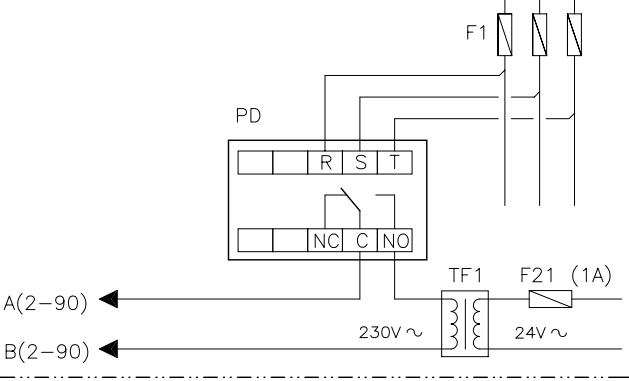 F1
PD
R S T
NC C NO
TF1 F21 (1A)
A(2-90)
230V ~ 24V ~
B(2-90)